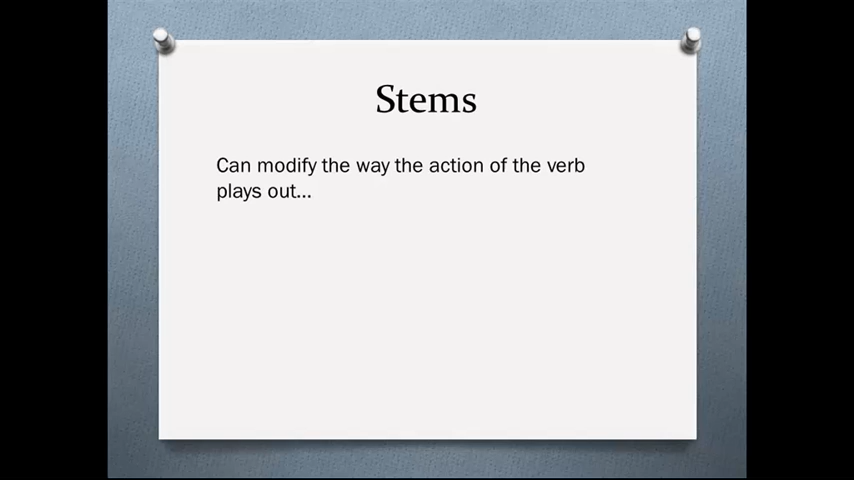 Stems
Can modify the way the action of the verb
plays out...